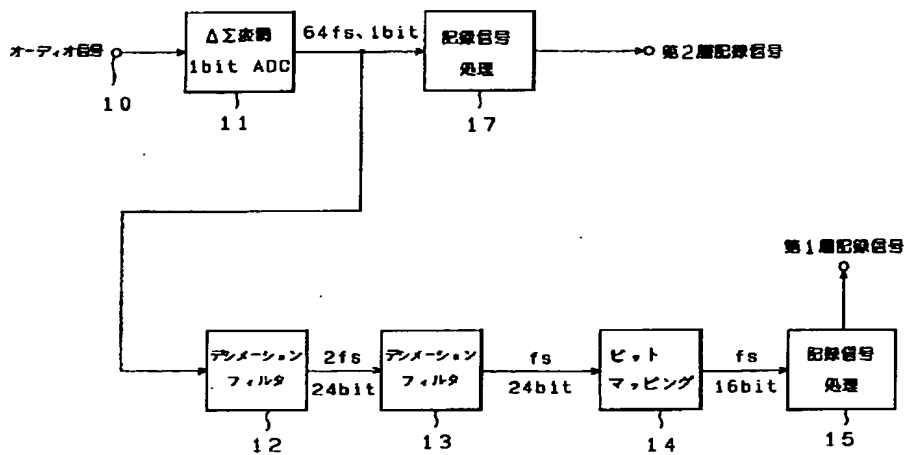 オーディオ信号
10
ΔΣ変調
1bit ADC
11
64fs、1bit
記録信号
処理
17
第2層記録信号
第1層記録信号
デシメーション
フィルタ
12
2fs
24bit
デシメーション
フィルタ
13
fs
24bit
ビット
マッピング
14
fs
16bit
記録信号
処理
15